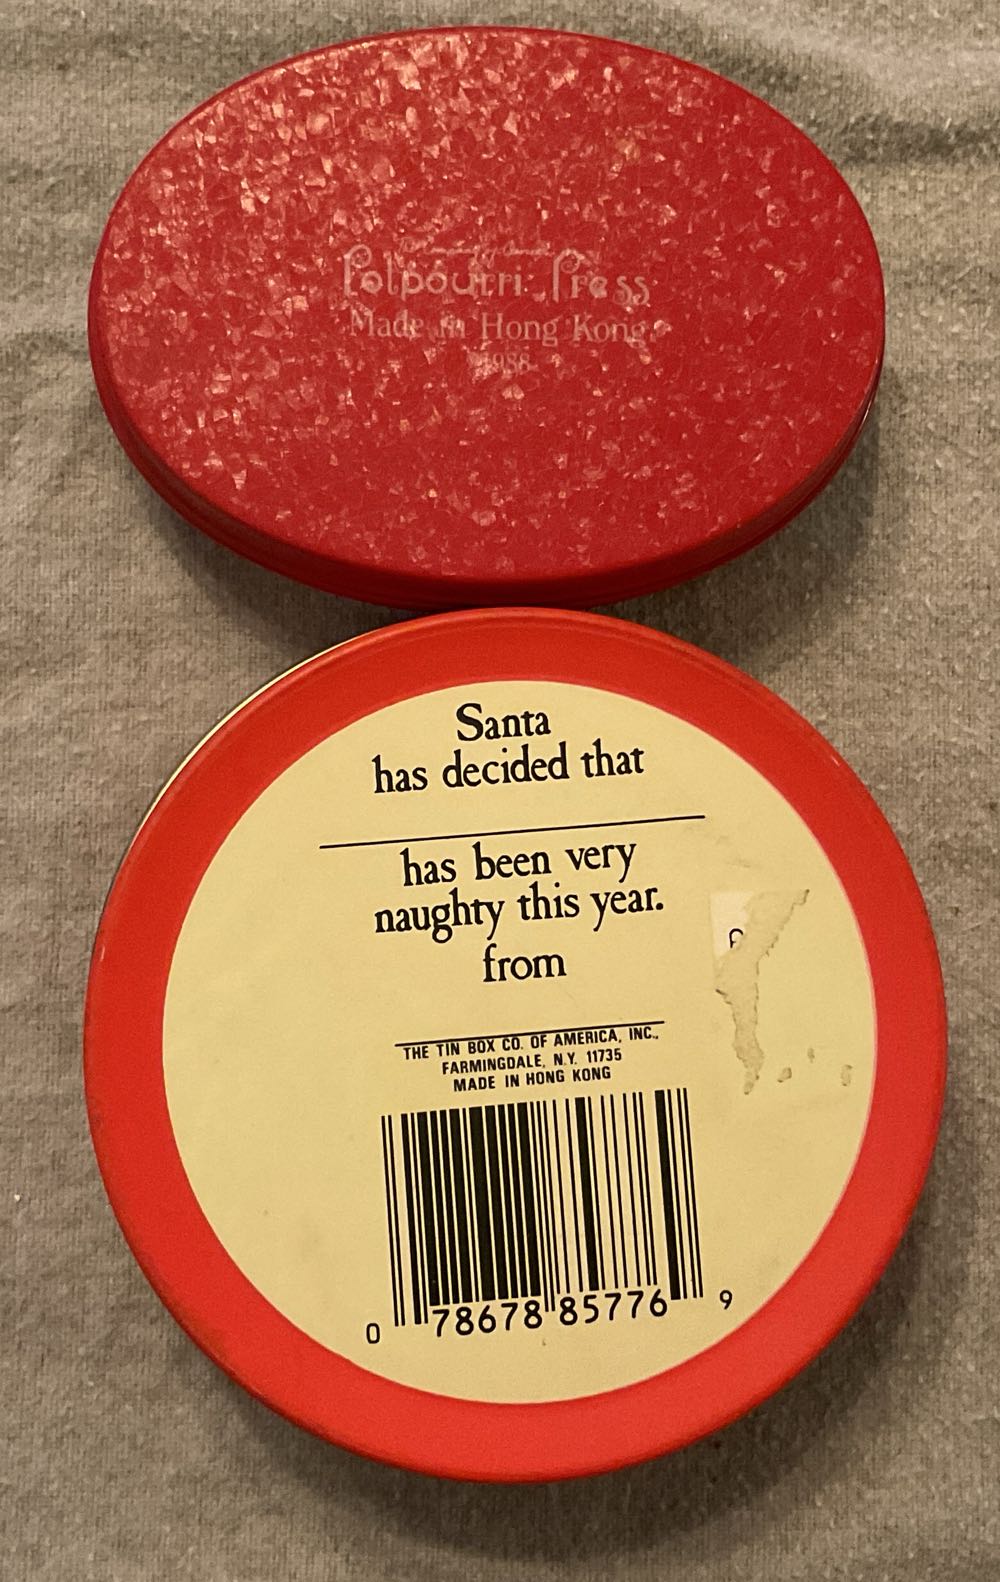 Potpourri Press
Made in Hong Kong
1988
Santa
has decided that
has been very
naughty this year.
from
THE TIN BOX CO. OF AMERICA, INC.,
FARMINGDALE, N.Y. 11735
MADE IN HONG KONG
0 78678 85776 9